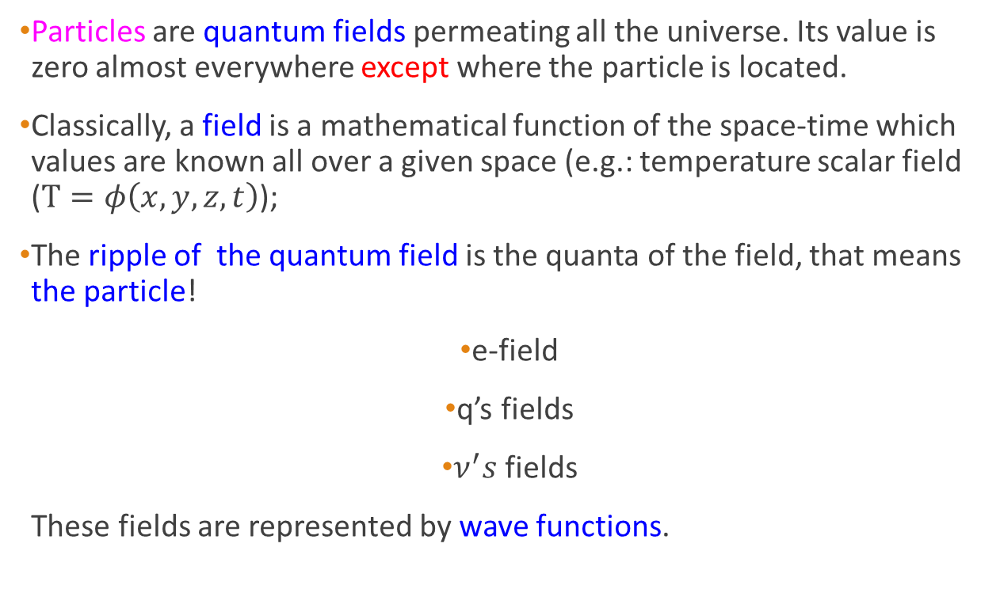 •Particles are quantum fields permeating all the universe. Its value is
zero almost everywhere except where the particle is located.
•Classically, a field is a mathematical function of the space-time which
values are known all over a given space (e.g.: temperature scalar field
(T = ϕ(x, y, z, t));
•The ripple of  the quantum field is the quanta of the field, that means
the particle!
•e-field
•q’s fields
•ν′s fields
These fields are represented by wave functions.